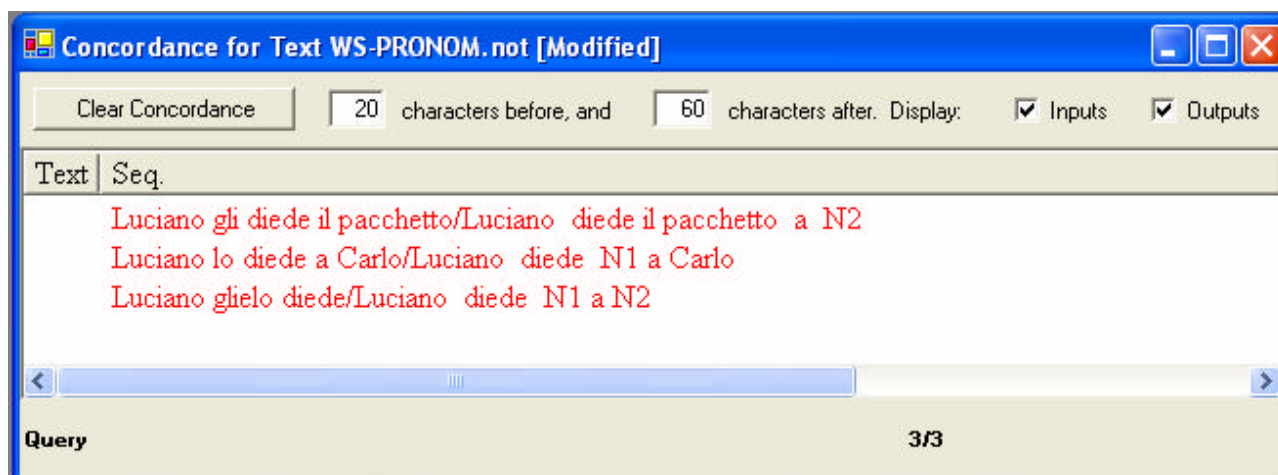 Concordance for Text WS-PRONOM.not [Modified]
Clear Concordance 20 characters before, and 60 characters after. Display: Inputs Outputs
Text Seq.
Luciano gli diede il pacchetto/Luciano diede il pacchetto a N2
Luciano lo diede a Carlo/Luciano diede N1 a Carlo
Luciano glielo diede/Luciano diede N1 a N2
Query 3/3